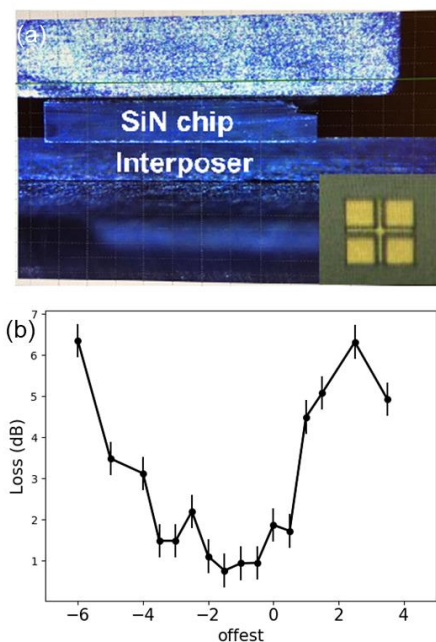 (a)
SiN chip
Interposer
(b)
7
6
5
4
3
2
1
Loss (dB)
−6
−4
−2
0
2
4
offest